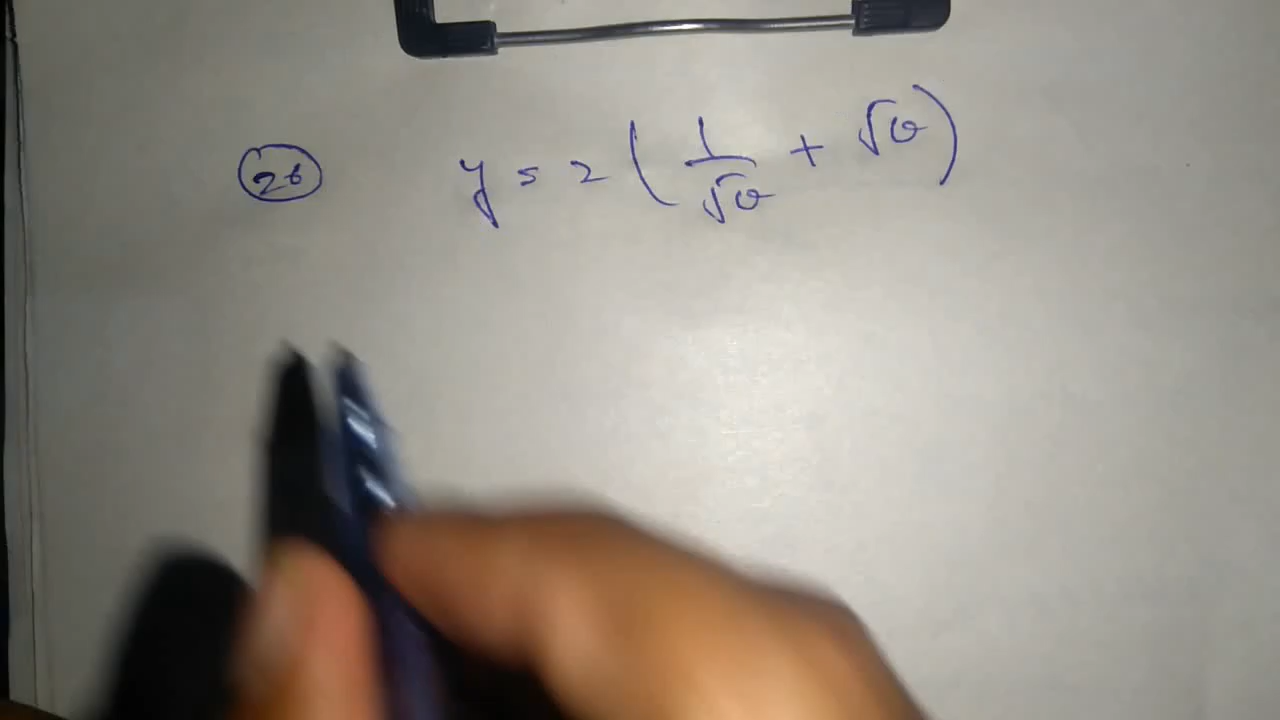 26 y = 2 ( 1/√θ + √θ )